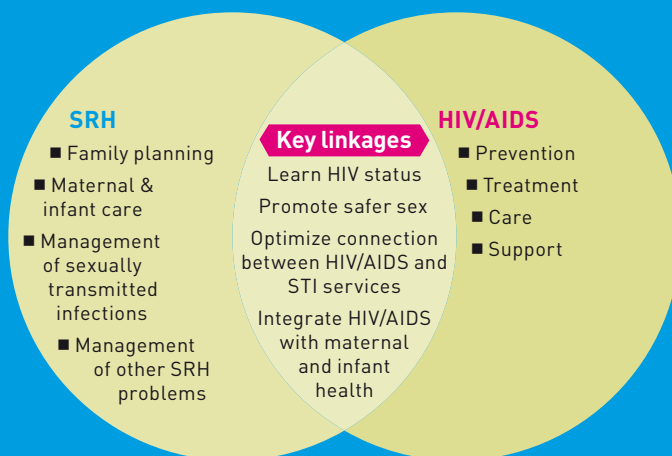 SRH
■ Family planning
■ Maternal &
infant care
■ Management
of sexually
transmitted
infections
■ Management
of other SRH
problems
Key linkages
Learn HIV status
Promote safer sex
Optimize connection
between HIV/AIDS and
STI services
Integrate HIV/AIDS
with maternal
and infant
health
HIV/AIDS
■ Prevention
■ Treatment
■ Care
■ Support